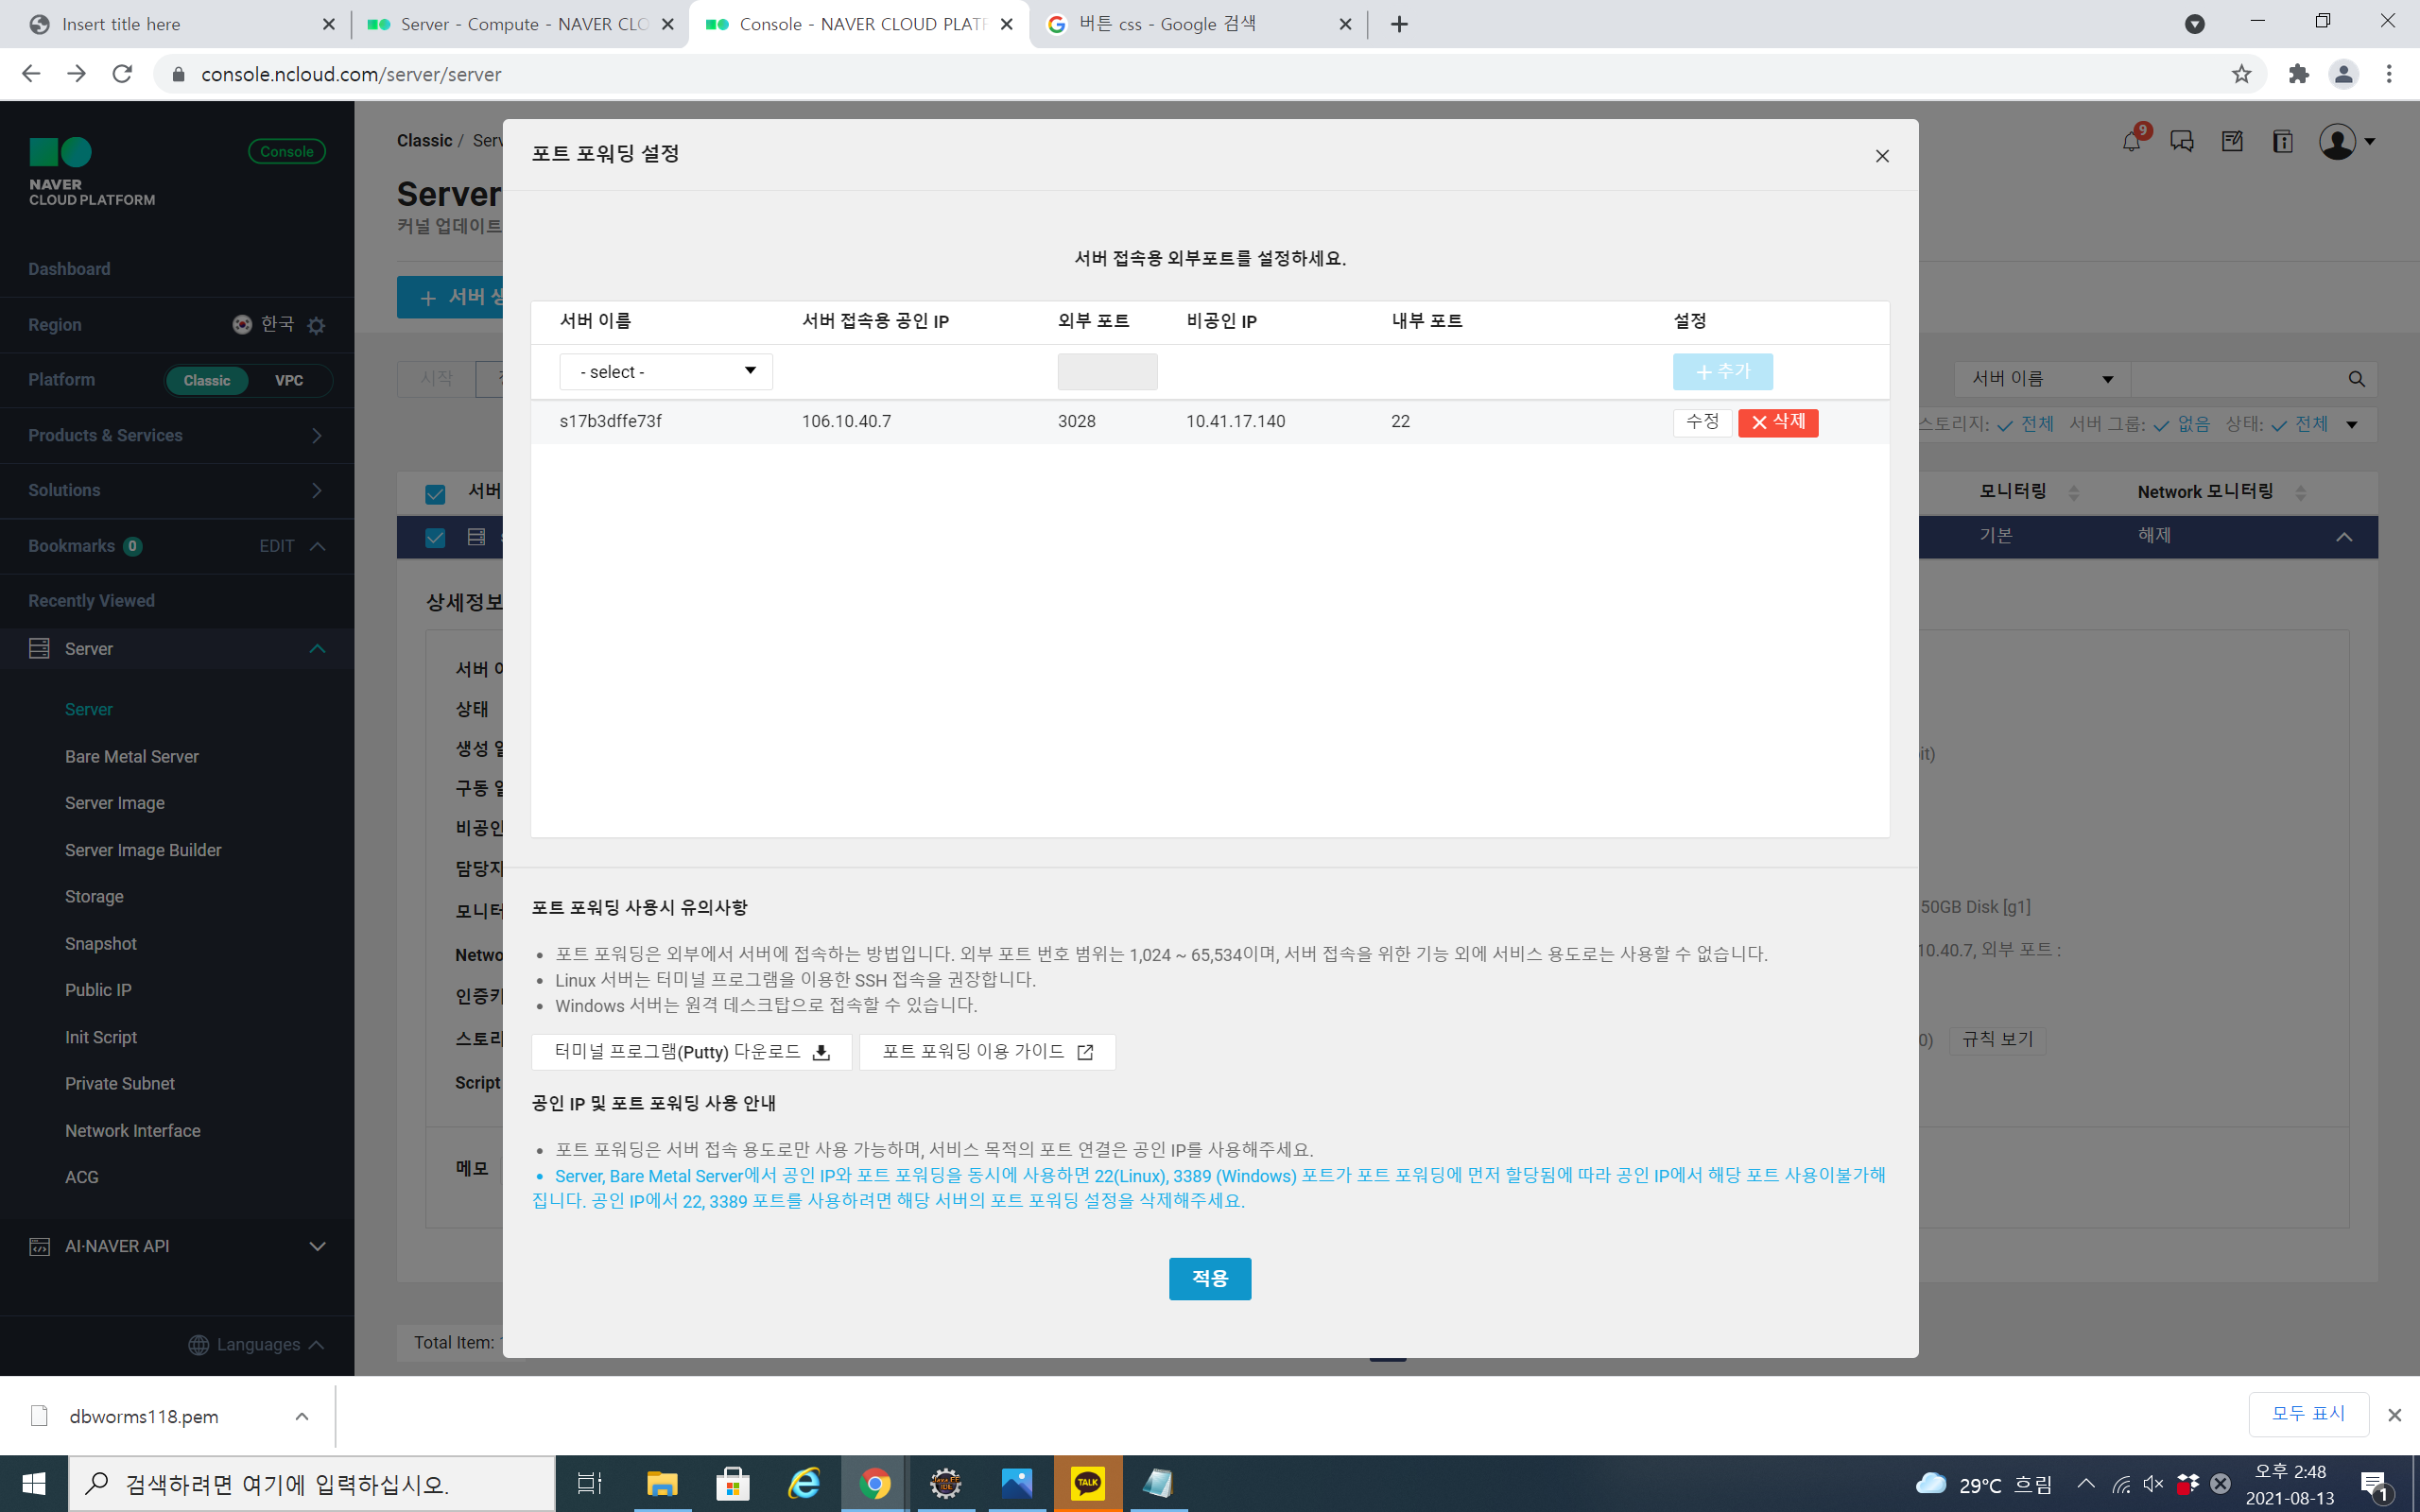 Insert title here
Server - Compute - NAVER CLO
Console - NAVER CLOUD PLATF
버튼 css - Google 검색
console.ncloud.com/server/server
NAVER
CLOUD PLATFORM
Console
Dashboard
Region 한국
Platform Classic VPC
Products & Services
Solutions
Bookmarks 0 EDIT
Recently Viewed
Server
Server
Bare Metal Server
Server Image
Server Image Builder
Storage
Snapshot
Public IP
Init Script
Private Subnet
Network Interface
ACG
AI·NAVER API
Languages
Classic / Serv
9
Server
커널 업데이트
+ 서버 생
시작
서버 이름
스토리지: 전체 서버 그룹: 없음 상태: 전체
서버
모니터링 Network 모니터링
기본 해제
상세정보
서버 이
상태
생성 일
구동 일
비공인
담당자
모니터
Netwo
인증키
스토리
Script
메모
it)
50GB Disk [g1]
10.40.7, 외부 포트 :
0) 규칙 보기
Total Item:
포트 포워딩 설정
서버 접속용 외부포트를 설정하세요.
서버 이름 서버 접속용 공인 IP 외부 포트 비공인 IP 내부 포트 설정
- select - + 추가
s17b3dffe73f 106.10.40.7 3028 10.41.17.140 22 수정 삭제
포트 포워딩 사용시 유의사항
• 포트 포워딩은 외부에서 서버에 접속하는 방법입니다. 외부 포트 번호 범위는 1,024 ~ 65,534이며, 서버 접속을 위한 기능 외에 서비스 용도로는 사용할 수 없습니다.
• Linux 서버는 터미널 프로그램을 이용한 SSH 접속을 권장합니다.
• Windows 서버는 원격 데스크탑으로 접속할 수 있습니다.
터미널 프로그램(Putty) 다운로드 포트 포워딩 이용 가이드
공인 IP 및 포트 포워딩 사용 안내
• 포트 포워딩은 서버 접속 용도로만 사용 가능하며, 서비스 목적의 포트 연결은 공인 IP를 사용해주세요.
• Server, Bare Metal Server에서 공인 IP와 포트 포워딩을 동시에 사용하면 22(Linux), 3389 (Windows) 포트가 포트 포워딩에 먼저 할당됨에 따라 공인 IP에서 해당 포트 사용이불가해
집니다. 공인 IP에서 22, 3389 포트를 사용하려면 해당 서버의 포트 포워딩 설정을 삭제해주세요.
적용
dbworms118.pem
모두 표시
검색하려면 여기에 입력하십시오.
TALK
29°C 흐림
오후 2:48
2021-08-13
1